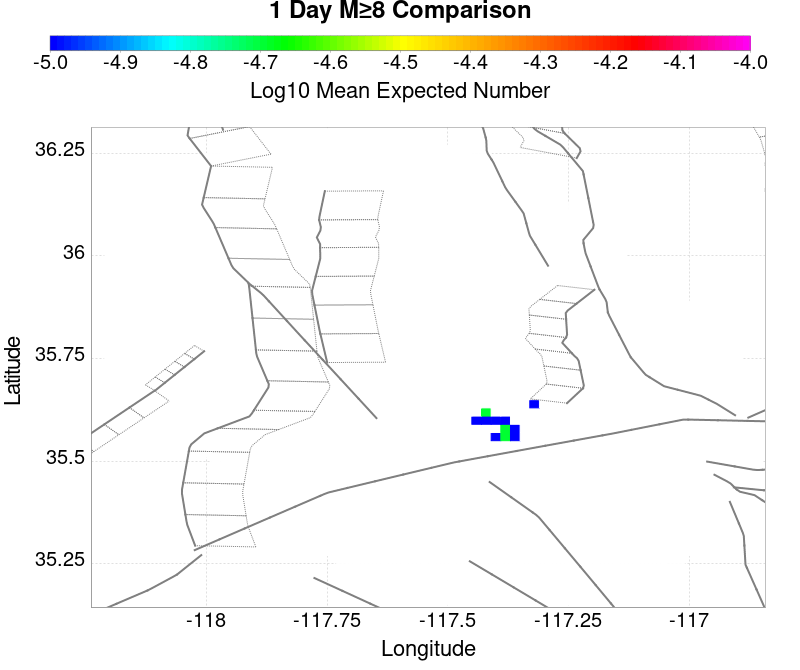 1 Day M≥8 Comparison
-5.0 -4.9 -4.8 -4.7 -4.6 -4.5 -4.4 -4.3 -4.2 -4.1 -4.0
Log10 Mean Expected Number
36.25
36
35.75
35.5
35.25
Latitude
-118 -117.75 -117.5 -117.25 -117
Longitude